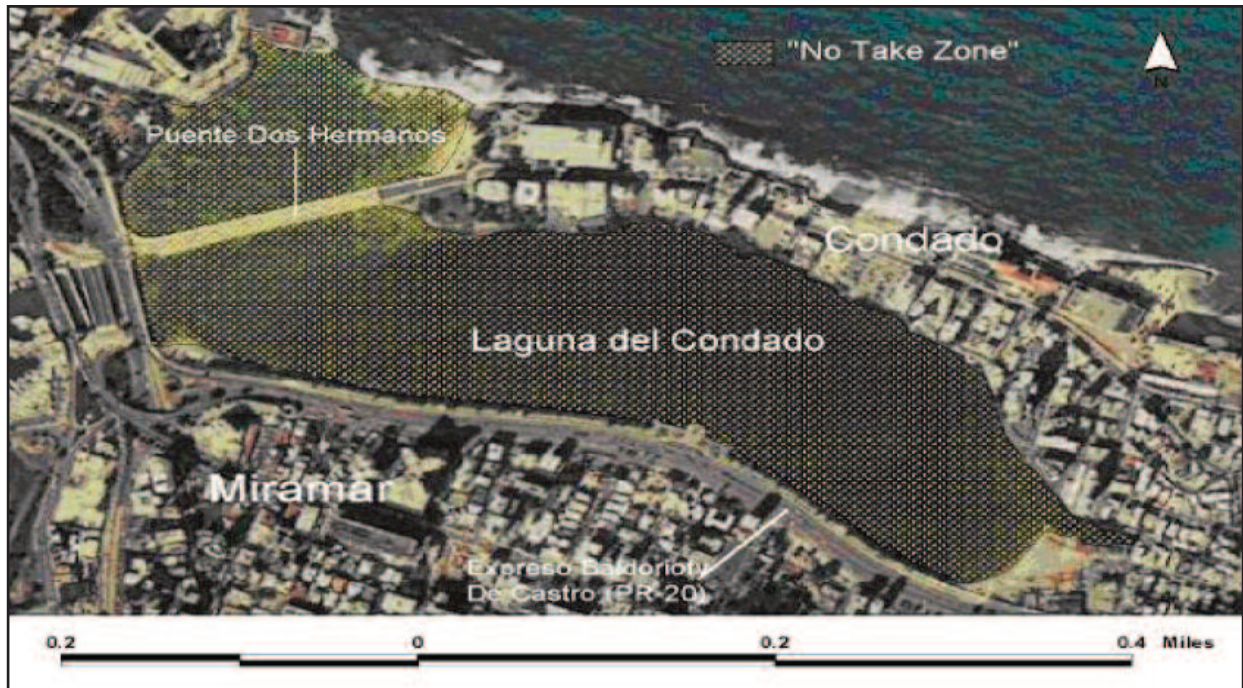 "No Take Zone"
N
Puente Dos Hermanos
Condado
Laguna del Condado
Miramar
Expreso Baldorioty
De Castro (PR-20)
0.2 0 0.2 0.4 Miles